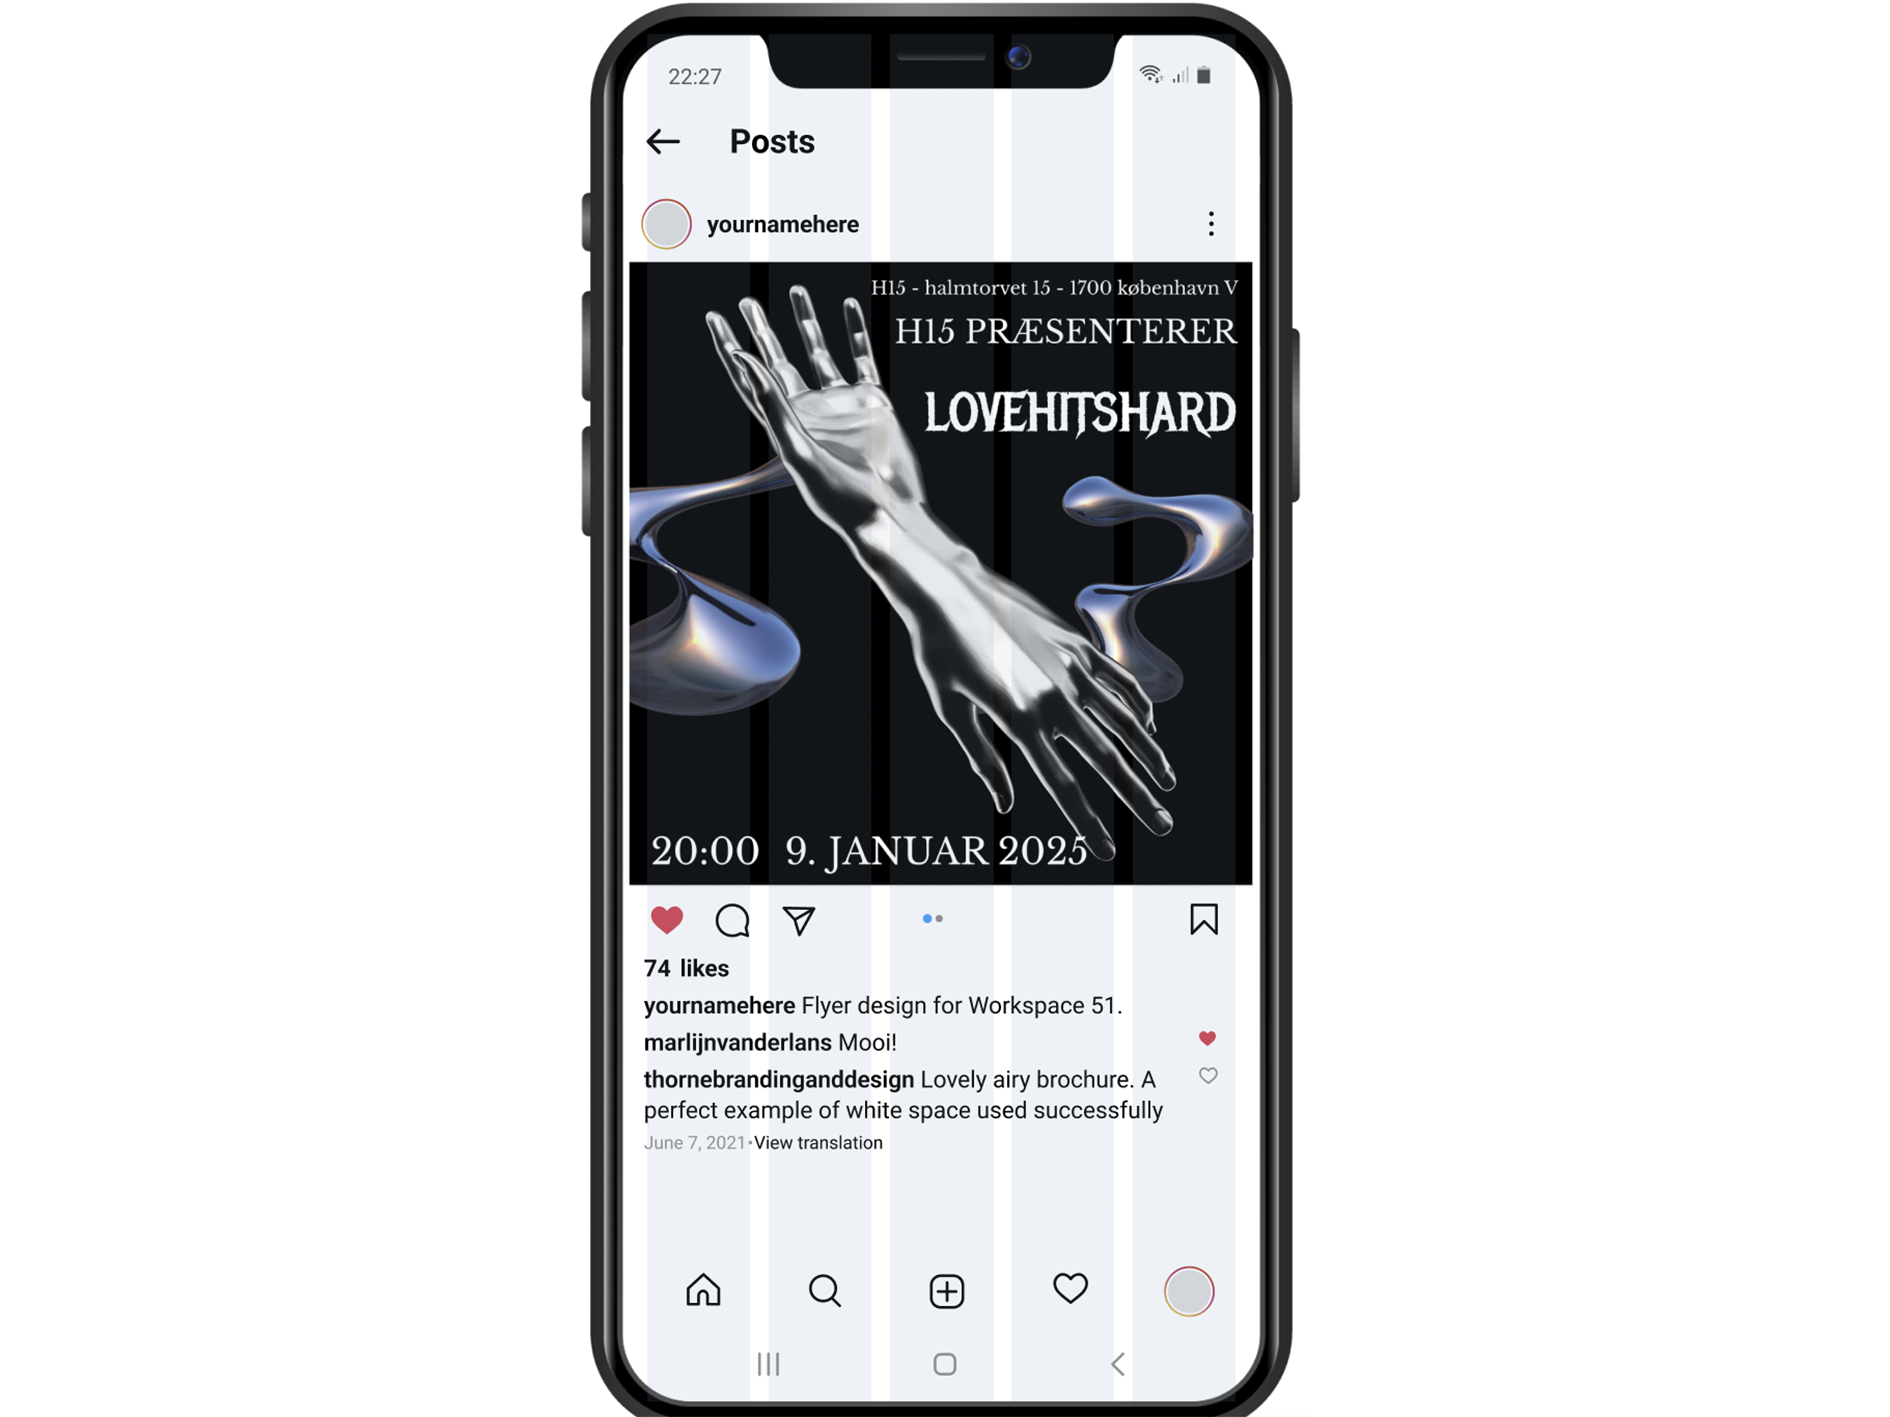 22:27
Posts
yournamehere
H15 - halmtorvet 15 - 1700 københavn V
H15 PRÆSENTERER
LOVEHITSHARD
20:00 9. JANUAR 2025
74 likes
yournamehere Flyer design for Workspace 51.
marlijnvanderlans Mooi!
thornebrandinganddesign Lovely airy brochure. A
perfect example of white space used successfully
June 7, 2021·View translation